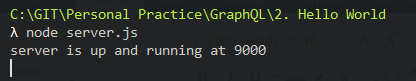 C:\GIT\Personal Practice\GraphQL\2. Hello World
λ node server.js
server is up and running at 9000